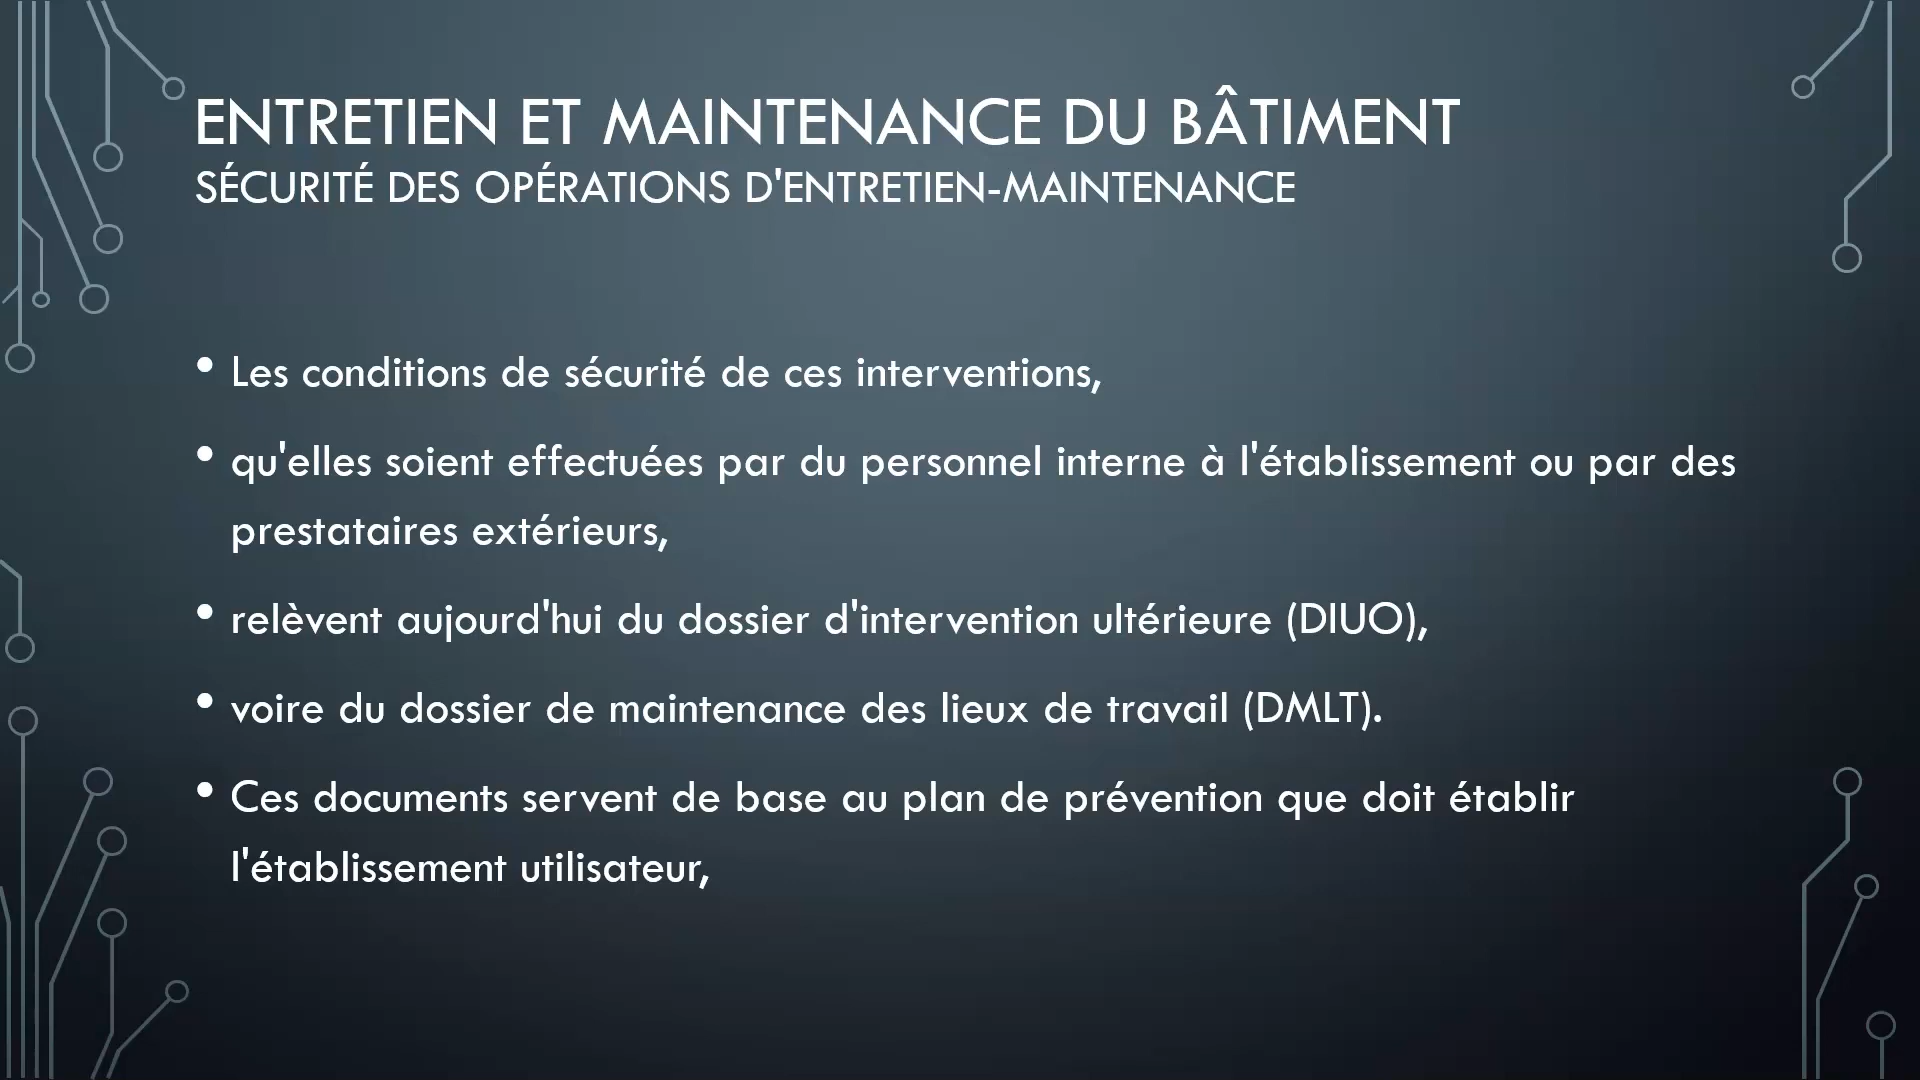 ENTRETIEN ET MAINTENANCE DU BÂTIMENT
SÉCURITÉ DES OPÉRATIONS D'ENTRETIEN-MAINTENANCE
• Les conditions de sécurité de ces interventions,
• qu'elles soient effectuées par du personnel interne à l'établissement ou par des
prestataires extérieurs,
• relèvent aujourd'hui du dossier d'intervention ultérieure (DIUO),
• voire du dossier de maintenance des lieux de travail (DMLT).
• Ces documents servent de base au plan de prévention que doit établir
l'établissement utilisateur,